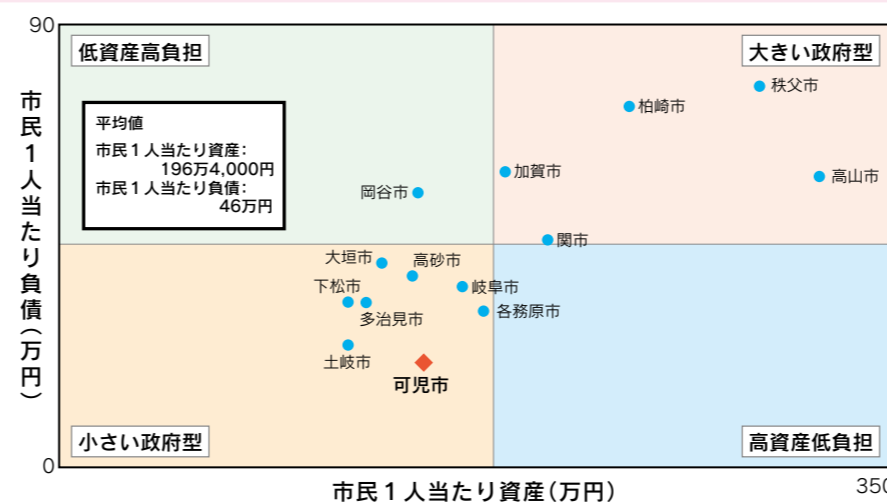 90
低資産高負担
大きい政府型
秩父市
柏崎市
平均値
市民1人当たり資産:
196万4,000円
市民1人当たり負債:
46万円
加賀市
高山市
岡谷市
関市
大垣市
高砂市
下松市
岐阜市
多治見市
各務原市
土岐市
可児市
小さい政府型
高資産低負担
0
市民1人当たり負債(万円)
市民1人当たり資産(万円)
350